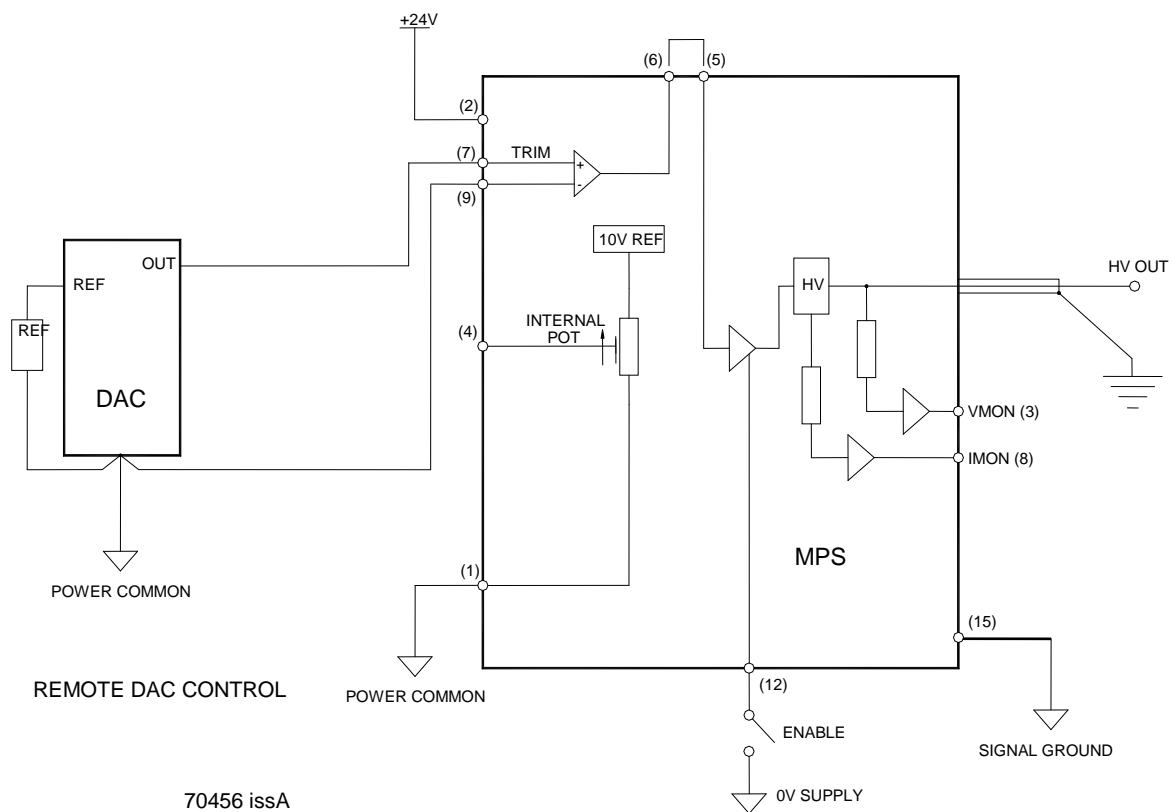 +24V
(6)
(5)
(2)
(7)
TRIM
+
-
(9)
10V REF
OUT
REF
REF
DAC
(4)
INTERNAL
POT
HV
HV OUT
VMON (3)
IMON (8)
MPS
POWER COMMON
(1)
POWER COMMON
(15)
SIGNAL GROUND
(12)
ENABLE
0V SUPPLY
REMOTE DAC CONTROL
70456 issA